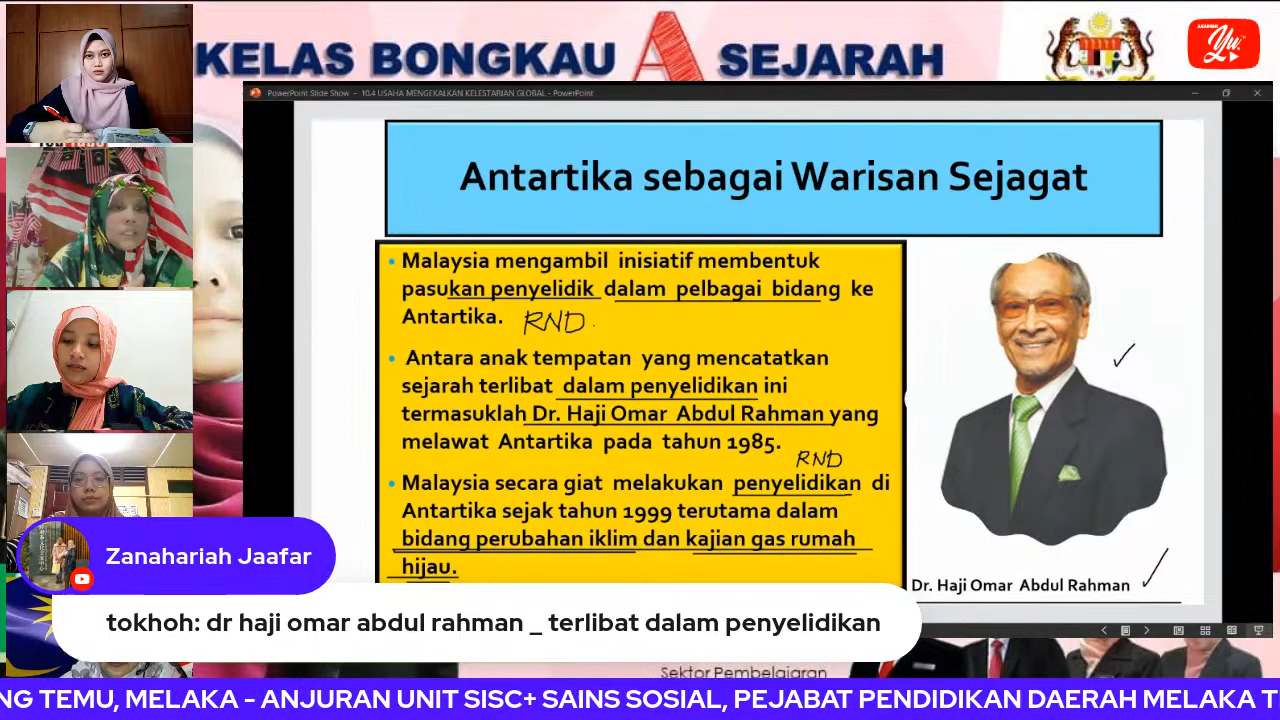 KELAS BONGKAU A SEJARAH
AKADEMI YU
PowerPoint Slide Show - 10.4 USAHA MENGEKALKAN KELESTARIAN GLOBAL - PowerPoint
Antartika sebagai Warisan Sejagat
• Malaysia mengambil inisiatif membentuk
pasukan penyelidik dalam pelbagai bidang ke
Antartika. RND.
• Antara anak tempatan yang mencatatkan
sejarah terlibat dalam penyelidikan ini
termasuklah Dr. Haji Omar Abdul Rahman yang
melawat Antartika pada tahun 1985.
RND
• Malaysia secara giat melakukan penyelidikan di
Antartika sejak tahun 1999 terutama dalam
bidang perubahan iklim dan kajian gas rumah
hijau.
Dr. Haji Omar Abdul Rahman
Zanahariah Jaafar
tokhoh: dr haji omar abdul rahman _ terlibat dalam penyelidikan
Sektor Pembelajaran
NG TEMU, MELAKA - ANJURAN UNIT SISC+ SAINS SOSIAL, PEJABAT PENDIDIKAN DAERAH MELAKA T